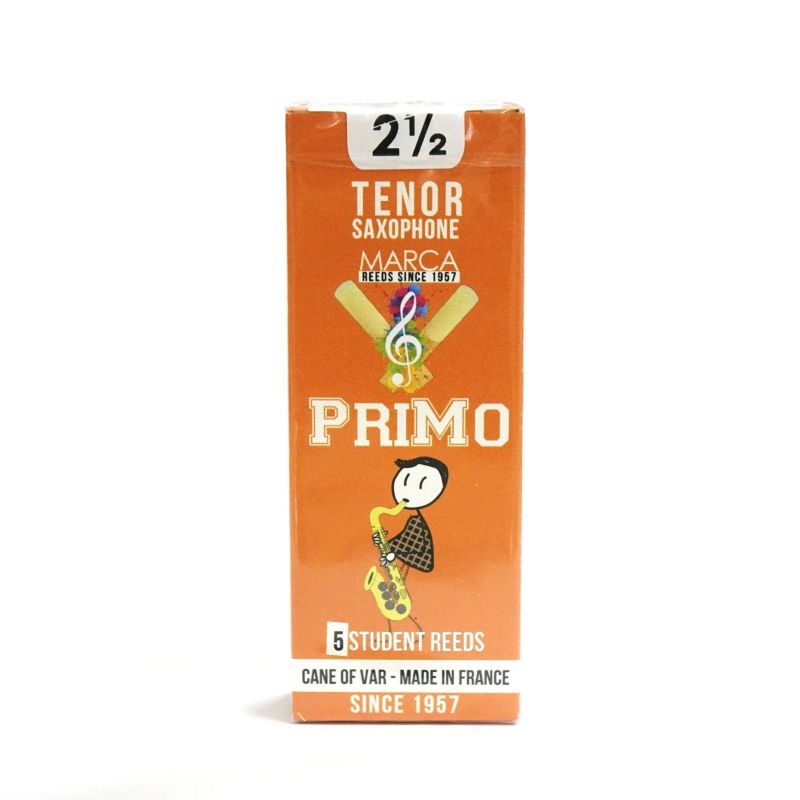 2½
TENOR
SAXOPHONE
MARCA
REEDS SINCE 1957
PRIMO
5 STUDENT REEDS
CANE OF VAR - MADE IN FRANCE
SINCE 1957